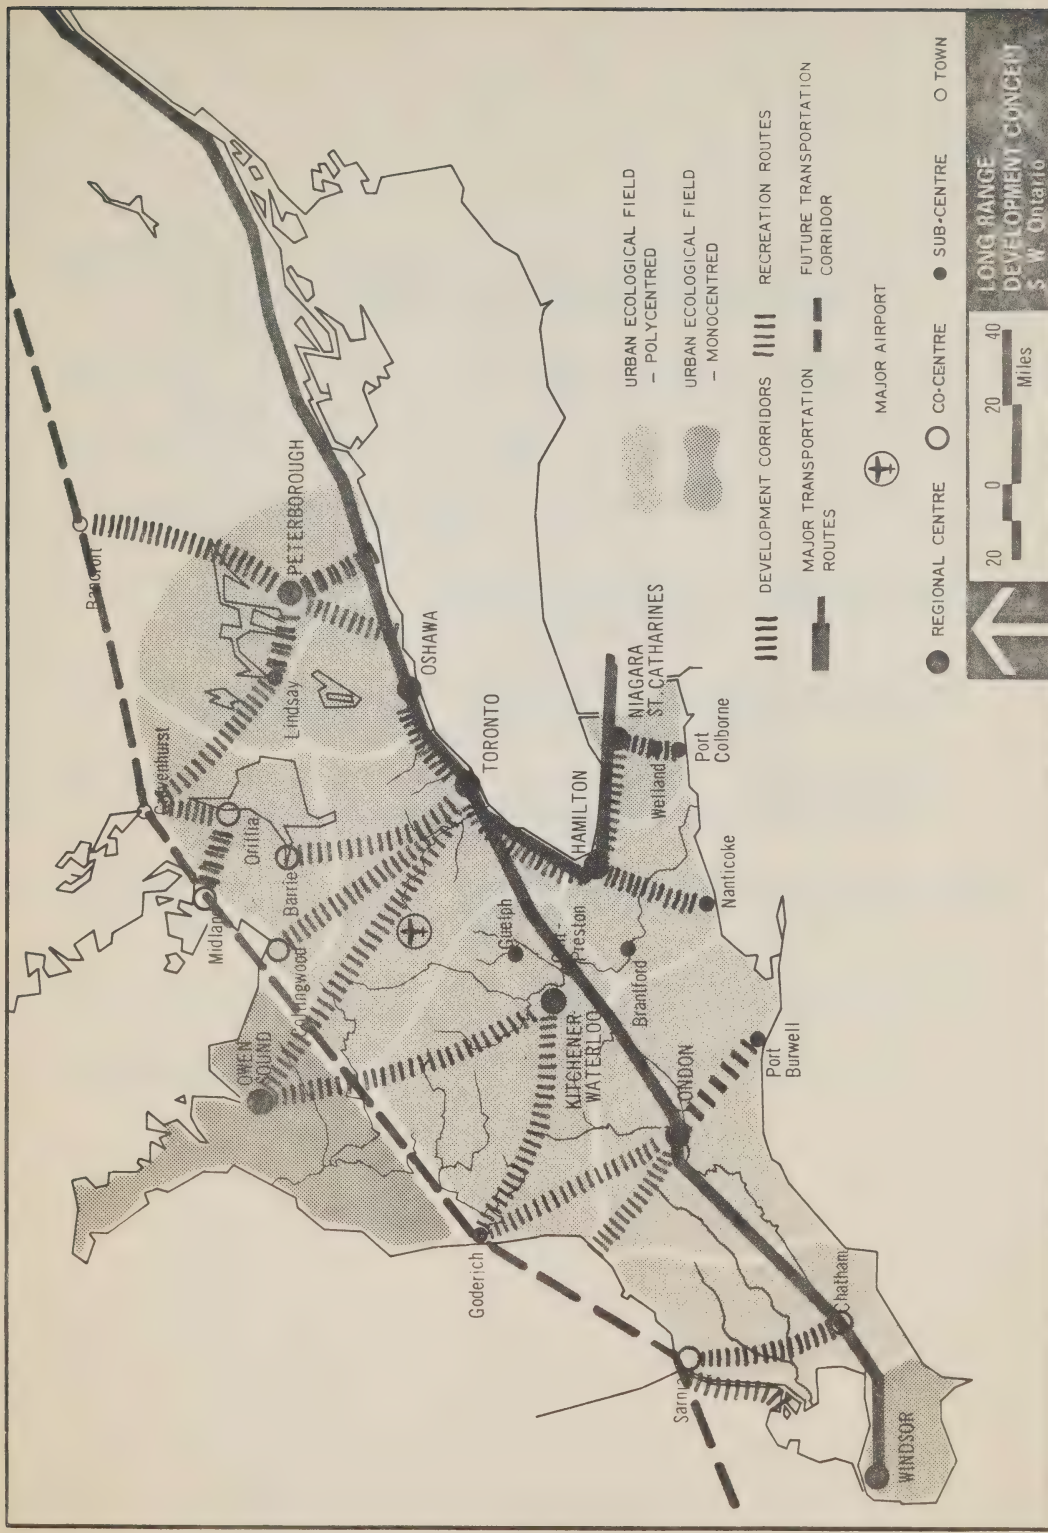 Bancroft
PETERBOROUGH
Gravenhurst
Lindsay
OSHAWA
Orillia
Midland
Barrie
TORONTO
Collingwood
OWEN
SOUND
Guelph
Preston
HAMILTON
NIAGARA
ST. CATHARINES
Welland
Port
Colborne
KITCHENER
WATERLOO
Brantford
Nanticoke
Goderich
LONDON
Port
Burwell
Sarnia
Chatham
WINDSOR
URBAN ECOLOGICAL FIELD
– POLYCENTRED
URBAN ECOLOGICAL FIELD
– MONOCENTRED
DEVELOPMENT CORRIDORS
RECREATION ROUTES
MAJOR TRANSPORTATION
ROUTES
FUTURE TRANSPORTATION
CORRIDOR
MAJOR AIRPORT
REGIONAL CENTRE
CO-CENTRE
SUB-CENTRE
TOWN
20 0 20 40
Miles
LONG RANGE
DEVELOPMENT CONCEPT
S W Ontario